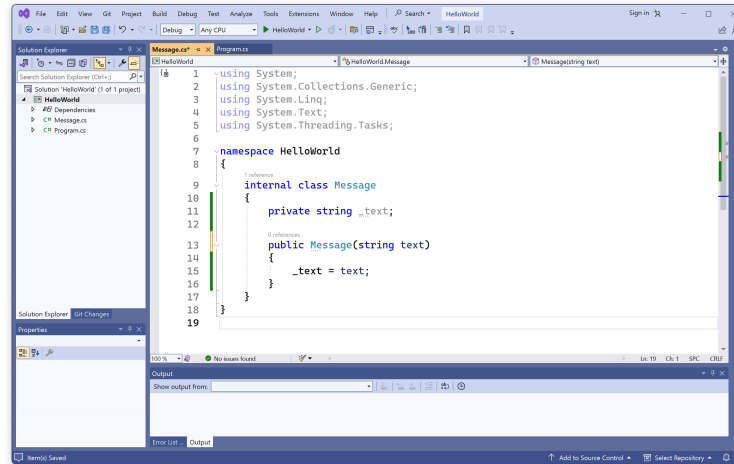 File Edit View Git Project Build Debug Test Analyze Tools Extensions Window Help Search HelloWorld Sign in
Debug Any CPU HelloWorld
Solution Explorer
Search Solution Explorer (Ctrl+;)
Solution 'HelloWorld' (1 of 1 project)
HelloWorld
Dependencies
C# Message.cs
C# Program.cs
Solution Explorer Git Changes
Properties
Message.cs* Program.cs
HelloWorld HelloWorld.Message Message(string text)
1 using System;
2 using System.Collections.Generic;
3 using System.Linq;
4 using System.Text;
5 using System.Threading.Tasks;
6
7 namespace HelloWorld
8 {
1 reference
9 internal class Message
10 {
11 private string _text;
12
0 references
13 public Message(string text)
14 {
15 _text = text;
16 }
17 }
18 }
19
100 % No issues found Ln: 19 Ch: 1 SPC CRLF
Output
Show output from:
Error List ... Output
Item(s) Saved Add to Source Control Select Repository